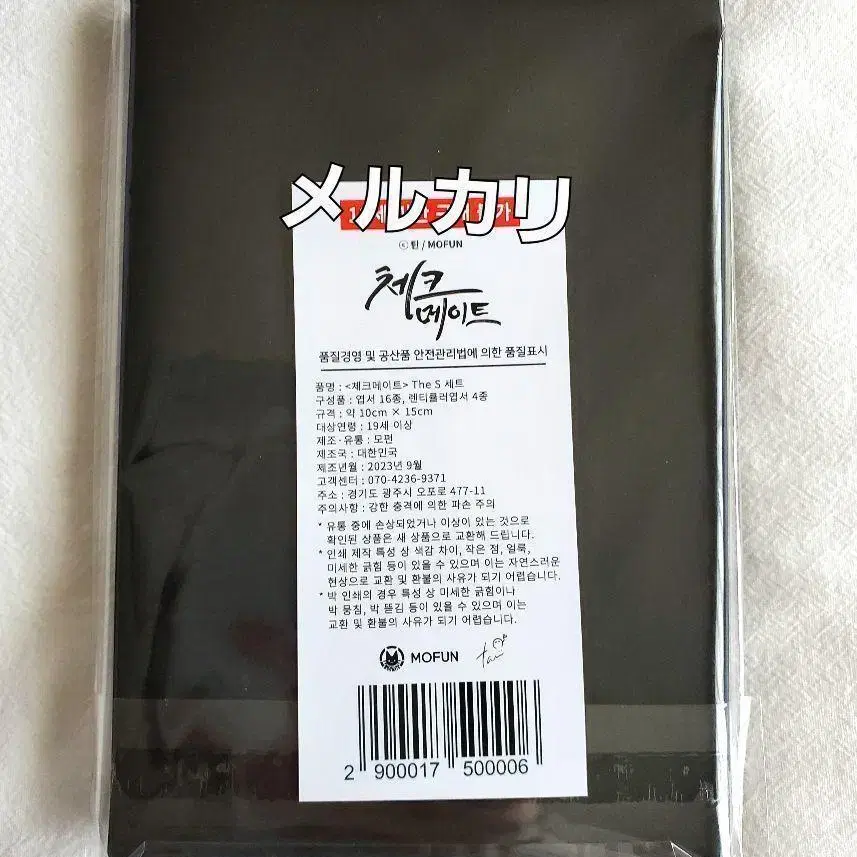 メルカリ
ⓒ 틴 / MOFUN
체크
메이트
품질경영 및 공산품 안전관리법에 의한 품질표시
품명 : <체크메이트> The S 세트
구성품 : 엽서 16종, 렌티큘러엽서 4종
규격 : 약 10cm × 15cm
대상연령 : 19세 이상
제조·유통 : 모펀
제조국 : 대한민국
제조년월 : 2023년 9월
고객센터 : 070-4236-9371
주소 : 경기도 광주시 오포로 477-11
주의사항 : 강한 충격에 의한 파손 주의
* 유통 중에 손상되었거나 이상이 있는 것으로
확인된 상품은 새 상품으로 교환해 드립니다.
* 인쇄 제작 특성 상 색감 차이, 작은 점, 얼룩,
미세한 긁힘 등이 있을 수 있으며 이는 자연스러운
현상으로 교환 및 환불의 사유가 되기 어렵습니다.
* 박 인쇄의 경우 특성 상 미세한 긁힘이나
박 뭉침, 박 뜯김 등이 있을 수 있으며 이는
교환 및 환불의 사유가 되기 어렵습니다.
MOFUN
2 900017 500006